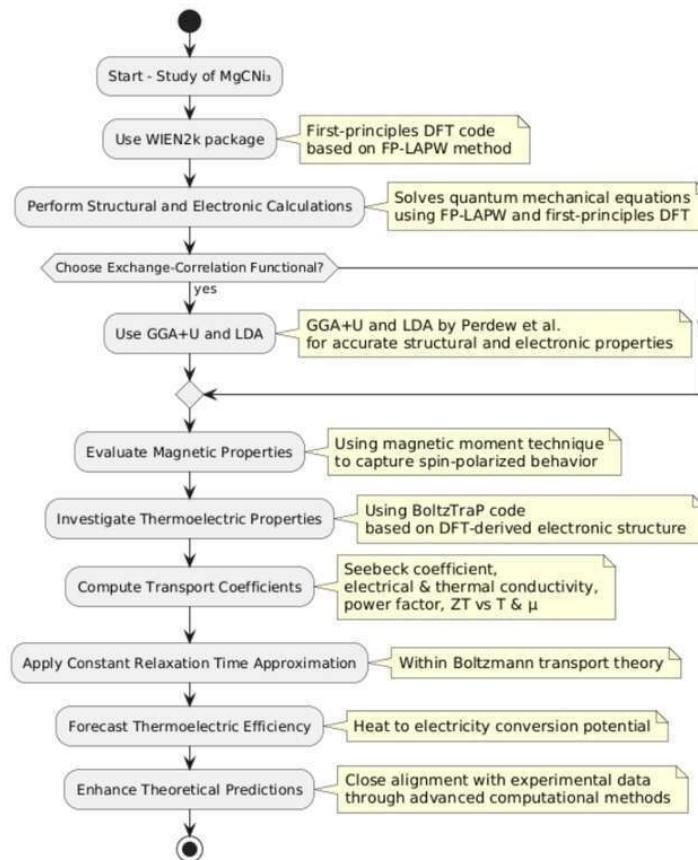 Start - Study of MgCNi₃
Use WIEN2k package
First-principles DFT code
based on FP-LAPW method
Perform Structural and Electronic Calculations
Solves quantum mechanical equations
using FP-LAPW and first-principles DFT
Choose Exchange-Correlation Functional?
yes
Use GGA+U and LDA
GGA+U and LDA by Perdew et al.
for accurate structural and electronic properties
Evaluate Magnetic Properties
Using magnetic moment technique
to capture spin-polarized behavior
Investigate Thermoelectric Properties
Using BoltzTraP code
based on DFT-derived electronic structure
Compute Transport Coefficients
Seebeck coefficient,
electrical & thermal conductivity,
power factor, ZT vs T & μ
Apply Constant Relaxation Time Approximation
Within Boltzmann transport theory
Forecast Thermoelectric Efficiency
Heat to electricity conversion potential
Enhance Theoretical Predictions
Close alignment with experimental data
through advanced computational methods